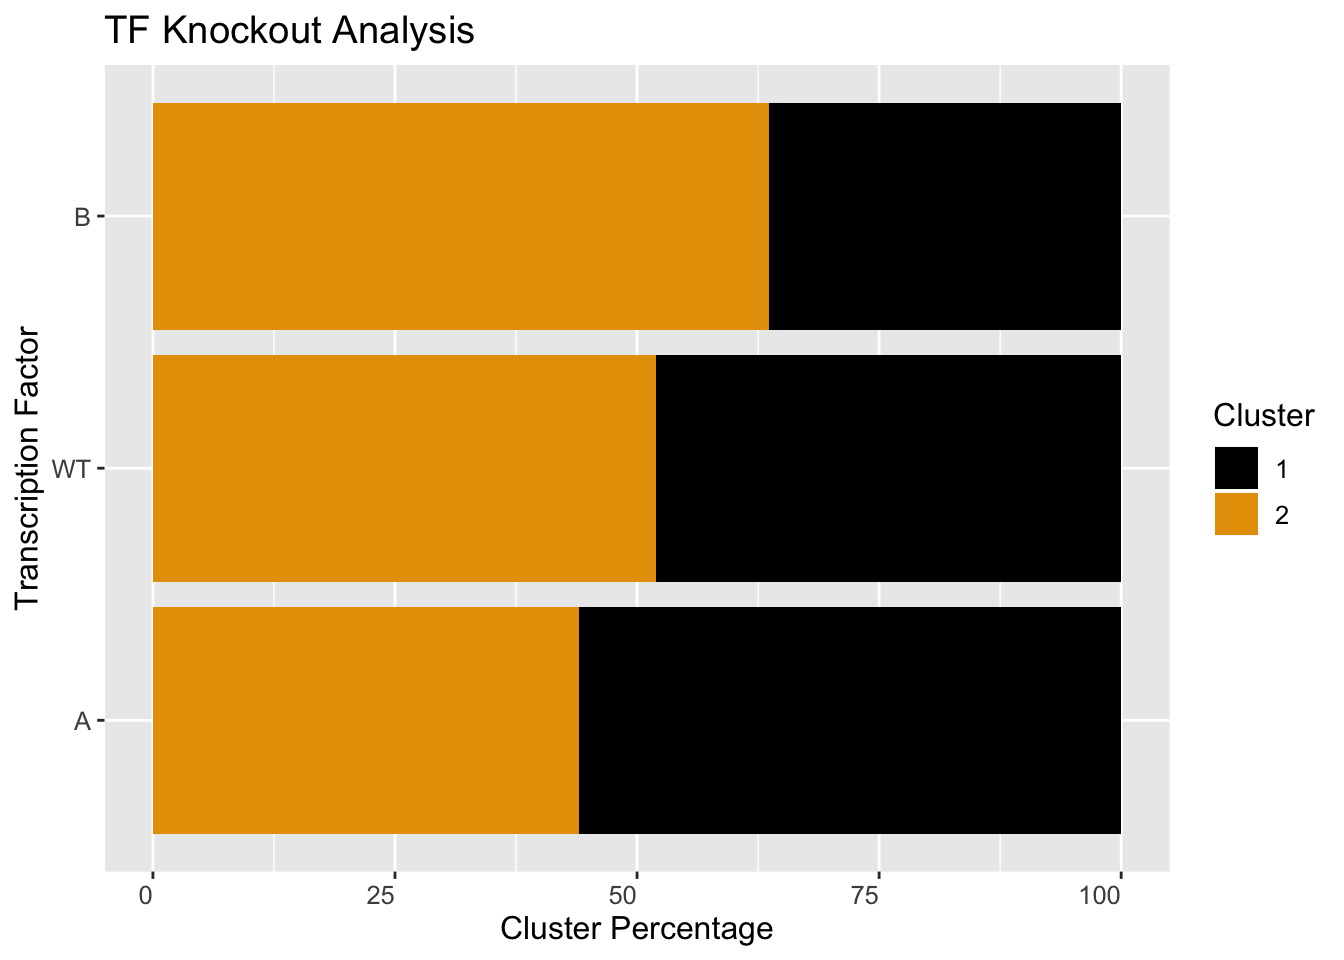 TF Knockout Analysis
Transcription Factor
B
WT
A
0 25 50 75 100
Cluster Percentage
Cluster
1
2